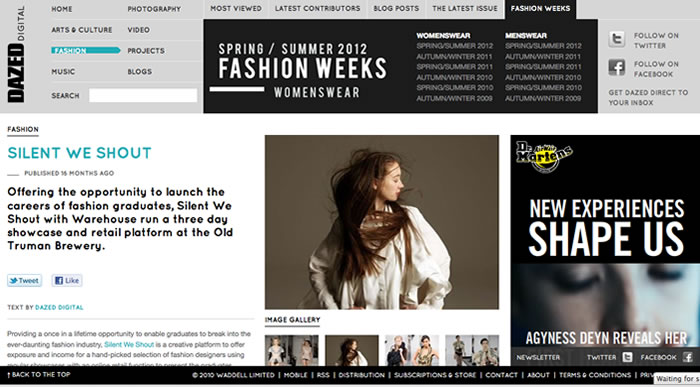 DAZED
DIGITAL
HOME
PHOTOGRAPHY
ARTS & CULTURE
VIDEO
FASHION
PROJECTS
MUSIC
BLOGS
SEARCH
MOST VIEWED
LATEST CONTRIBUTORS
BLOG POSTS
THE LATEST ISSUE
FASHION WEEKS
SPRING / SUMMER 2012
FASHION WEEKS
WOMENSWEAR
WOMENSWEAR
SPRING/SUMMER 2012
AUTUMN/WINTER 2011
SPRING/SUMMER 2011
AUTUMN/WINTER 2010
SPRING/SUMMER 2010
AUTUMN/WINTER 2009
MENSWEAR
SPRING/SUMMER 2012
AUTUMN/WINTER 2011
SPRING/SUMMER 2011
AUTUMN/WINTER 2010
SPRING/SUMMER 2010
AUTUMN/WINTER 2009
FOLLOW ON
TWITTER
FOLLOW ON
FACEBOOK
GET DAZED DIRECT TO
YOUR INBOX
FASHION
SILENT WE SHOUT
PUBLISHED 16 MONTHS AGO
Offering the opportunity to launch the
careers of fashion graduates, Silent We
Shout with Warehouse run a three day
showcase and retail platform at the Old
Truman Brewery.
Tweet
Like
TEXT BY DAZED DIGITAL
Providing a once in a lifetime opportunity to enable graduates to break into the
ever-daunting fashion industry, Silent We Shout is a creative platform to offer
exposure and income for a hand-picked selection of fashion designers using
IMAGE GALLERY
Dr. Martens
AirWair
NEW EXPERIENCES
SHAPE US
AGYNESS DEYN REVEALS HER
NEWSLETTER
TWITTER
FACEBOOK
BACK TO THE TOP
© 2010 WADDELL LIMITED | MOBILE | RSS | DISTRIBUTION | SUBSCRIPTIONS & STORE | CONTACT | ABOUT | TERMS & CONDITIONS |
Waiting for